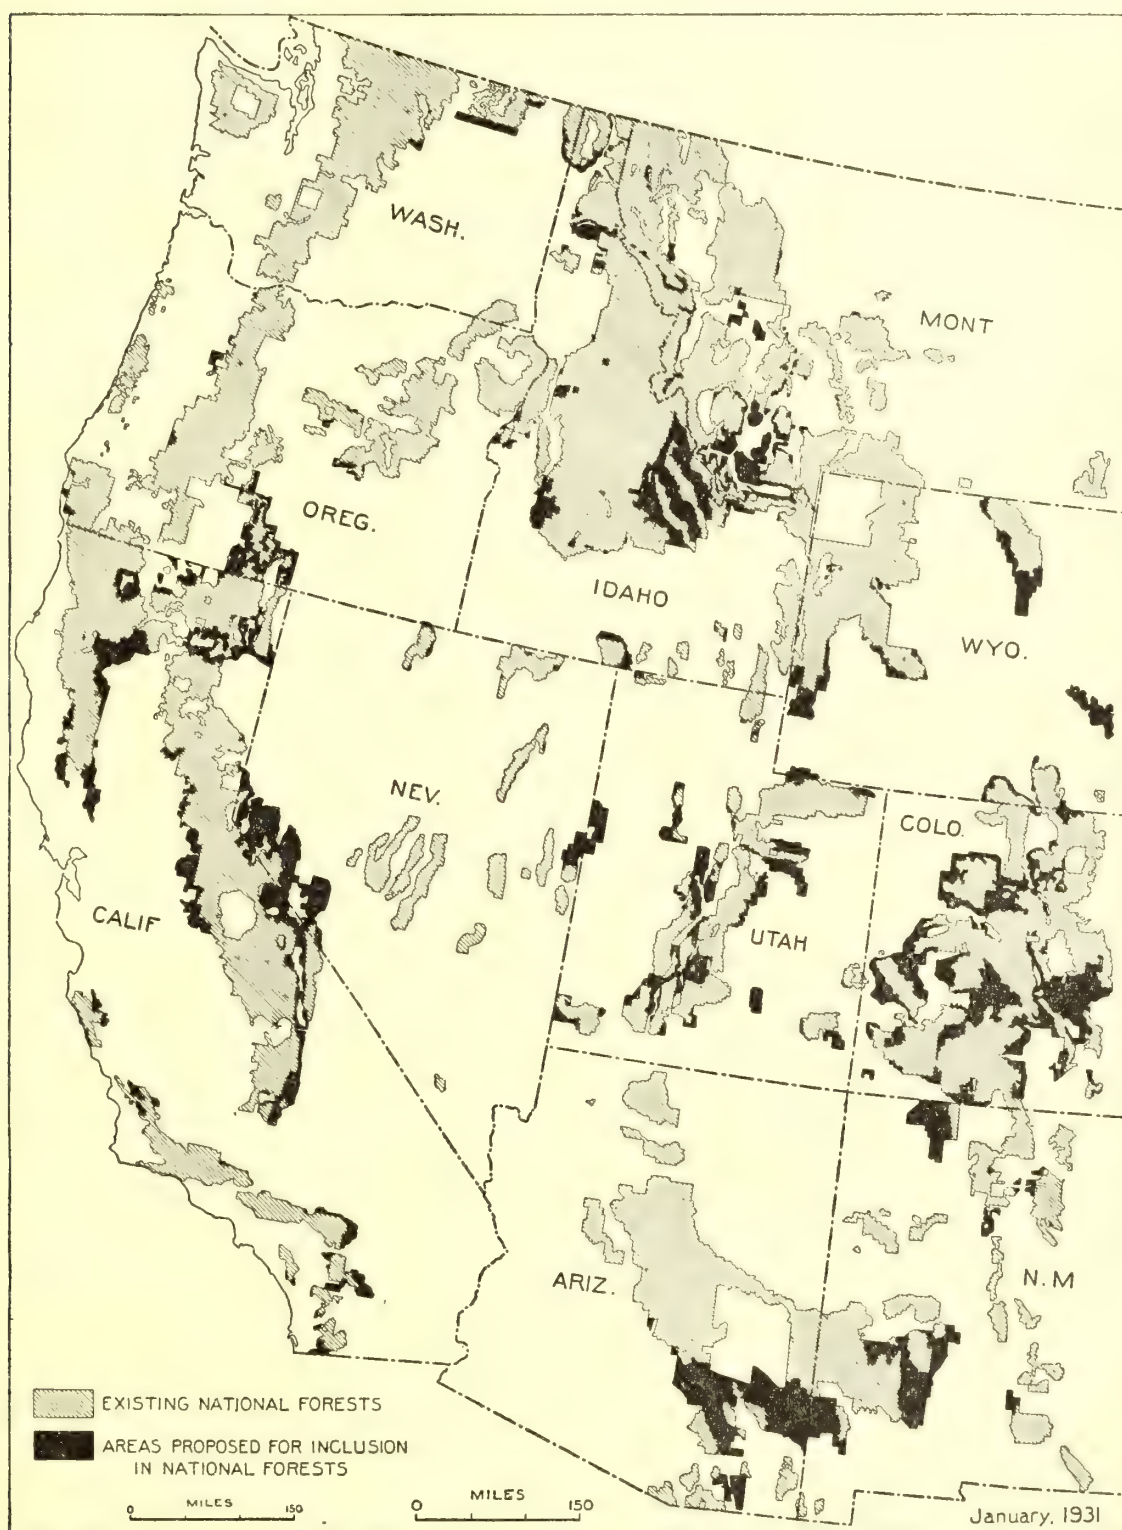 WASH.
MONT
OREG.
IDAHO
WYO.
NEV.
COLO.
CALIF
UTAH
ARIZ.
N.M
EXISTING NATIONAL FORESTS
AREAS PROPOSED FOR INCLUSION
IN NATIONAL FORESTS
MILES
0 150
MILES
0 150
January, 1931